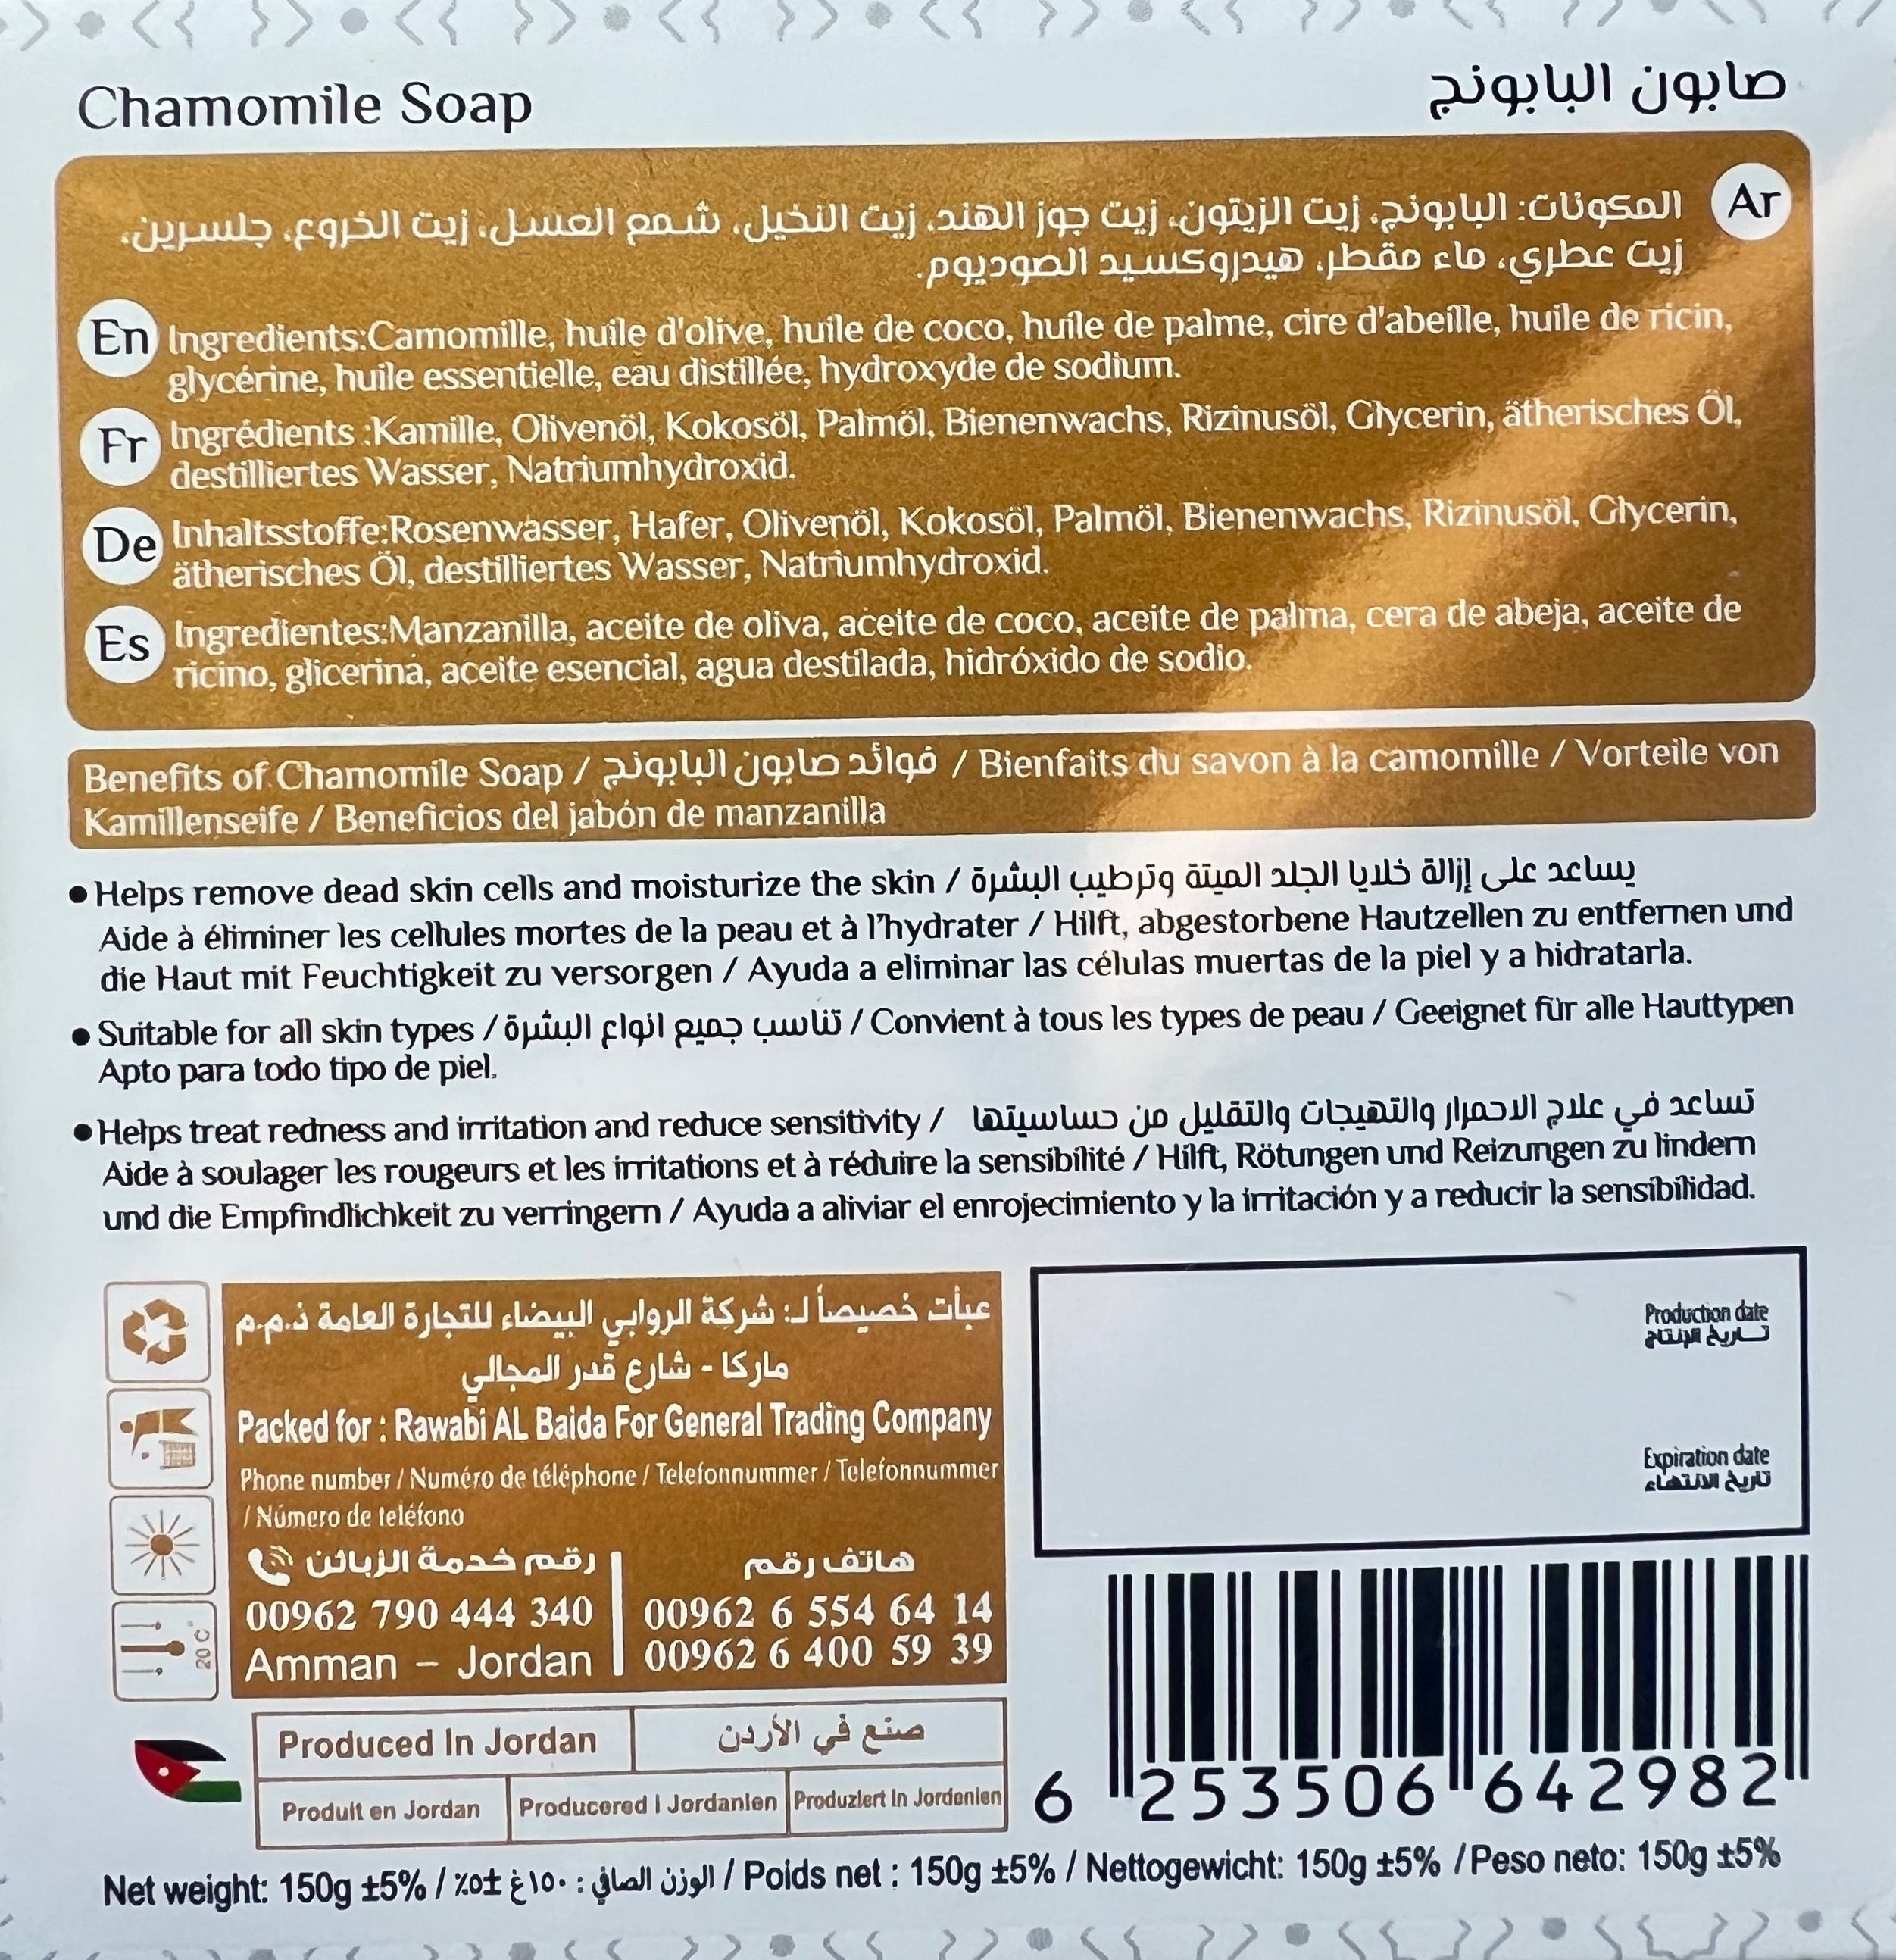 Chamomile Soap
صابون البابونج
Ar
المكونات: البابونج، زيت الزيتون، زيت جوز الهند، زيت النخيل، شمع العسل، زيت الخروع، جلسرين،
زيت عطري، ماء مقطر، هيدروكسيد الصوديوم.
En Ingredients:Camomille, huile d'olive, huile de coco, huile de palme, cire d'abeille, huile de ricin,
glycérine, huile essentielle, eau distillée, hydroxyde de sodium.
Fr Ingrédients :Kamille, Olivenöl, Kokosöl, Palmöl, Bienenwachs, Rizinusöl, Glycerin, ätherisches Öl,
destilliertes Wasser, Natriumhydroxid.
De Inhaltsstoffe:Rosenwasser, Hafer, Olivenöl, Kokosöl, Palmöl, Bienenwachs, Rizinusöl, Glycerin,
ätherisches Öl, destilliertes Wasser, Natriumhydroxid.
Es Ingredientes:Manzanilla, aceite de oliva, aceite de coco, aceite de palma, cera de abeja, aceite de
ricino, glicerina, aceite esencial, agua destilada, hidróxido de sodio.
Benefits of Chamomile Soap / فوائد صابون البابونج / Bienfaits du savon à la camomille / Vorteile von
Kamillenseife / Beneficios del jabón de manzanilla
• Helps remove dead skin cells and moisturize the skin / يساعد على إزالة خلايا الجلد الميتة وترطيب البشرة
Aide à éliminer les cellules mortes de la peau et à l'hydrater / Hilft, abgestorbene Hautzellen zu entfernen und
die Haut mit Feuchtigkeit zu versorgen / Ayuda a eliminar las células muertas de la piel y a hidratarla.
• Suitable for all skin types / تناسب جميع انواع البشرة / Convient à tous les types de peau / Geeignet für alle Hauttypen
Apto para todo tipo de piel.
• Helps treat redness and irritation and reduce sensitivity / تساعد في علاج الاحمرار والتهيجات والتقليل من حساسيتها
Aide à soulager les rougeurs et les irritations et à réduire la sensibilité / Hilft, Rötungen und Reizungen zu lindern
und die Empfindlichkeit zu verringern / Ayuda a aliviar el enrojecimiento y la irritación y a reducir la sensibilidad.
عبأت خصيصاً لـ: شركة الروابي البيضاء للتجارة العامة ذ.م.م
ماركا - شارع قدر المجالي
Packed for : Rawabi AL Baida For General Trading Company
Phone number / Numéro de téléphone / Telefonnummer / Telefonnummer
/ Número de teléfono
رقم خدمة الزبائن
00962 790 444 340
Amman – Jordan
هاتف رقم
00962 6 554 64 14
00962 6 400 59 39
20 C°
Production date
تاريخ الإنتاج
Expiration date
تاريخ الانتهاء
Produced In Jordan
صنع في الأردن
Produit en Jordan
Producered I Jordanien
Produziert In Jordenien
6 253506 642982
Net weight: 150g ±5% / الوزن الصافي : ١٥٠غ ±٥٪ / Poids net : 150g ±5% / Nettogewicht: 150g ±5% / Peso neto: 150g ±5%